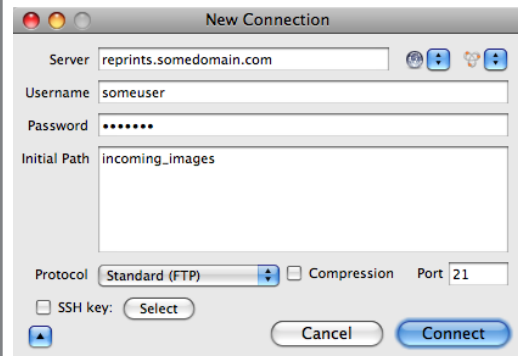 New Connection
Server reprints.somedomain.com
Username someuser
Password •••••••
Initial Path incoming_images
Protocol Standard (FTP) Compression Port 21
SSH key: Select
Cancel Connect